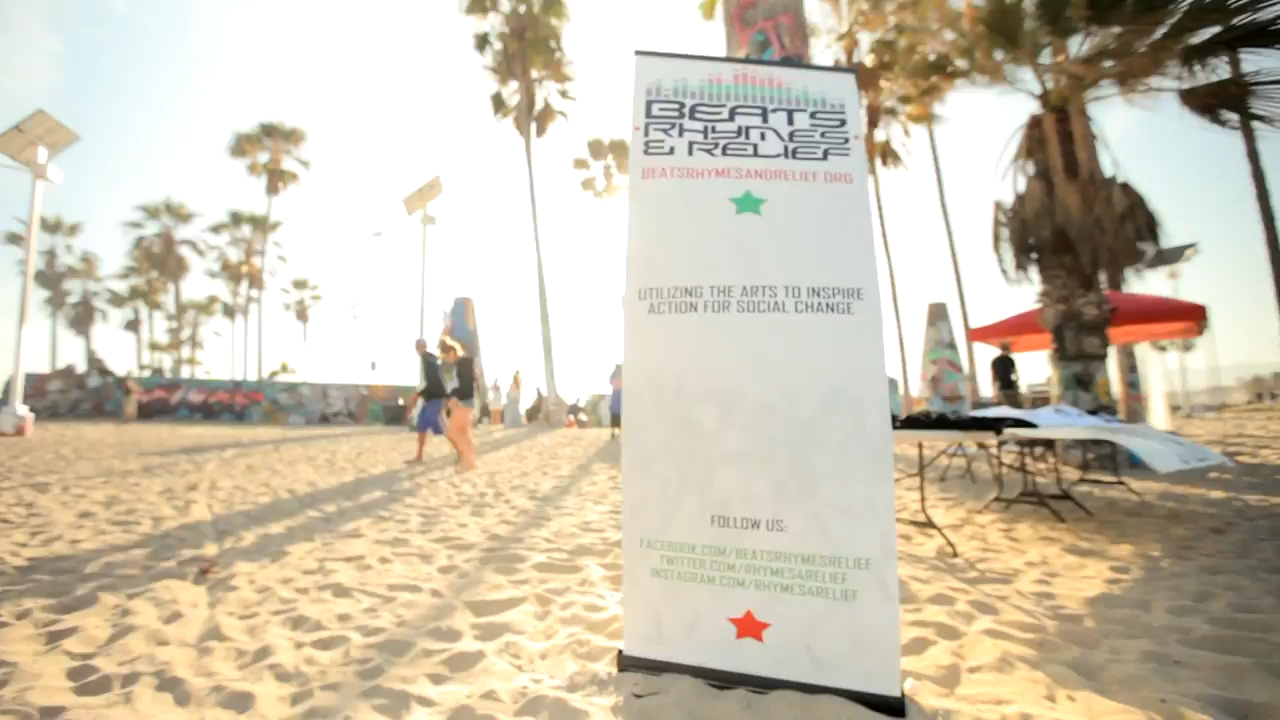 BEATS
RHYMES
& RELIEF
BEATSRHYMESANDRELIEF.ORG
UTILIZING THE ARTS TO INSPIRE
ACTION FOR SOCIAL CHANGE
FOLLOW US:
FACEBOOK.COM/BEATSRHYMESRELIEF
TWITTER.COM/RHYMES4RELIEF
INSTAGRAM.COM/RHYMES4RELIEF